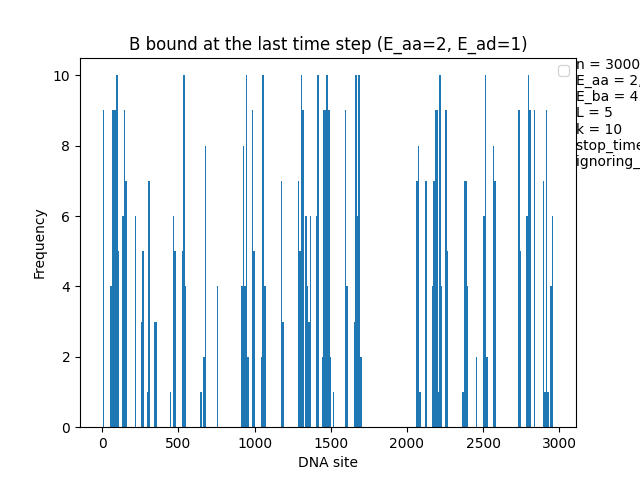 B bound at the last time step (E_aa=2, E_ad=1)
10
8
6
4
2
0
Frequency
0 500 1000 1500 2000 2500 3000
DNA site
n = 3000
E_aa = 2,
E_ba = 4
L = 5
k = 10
stop_time
ignoring_